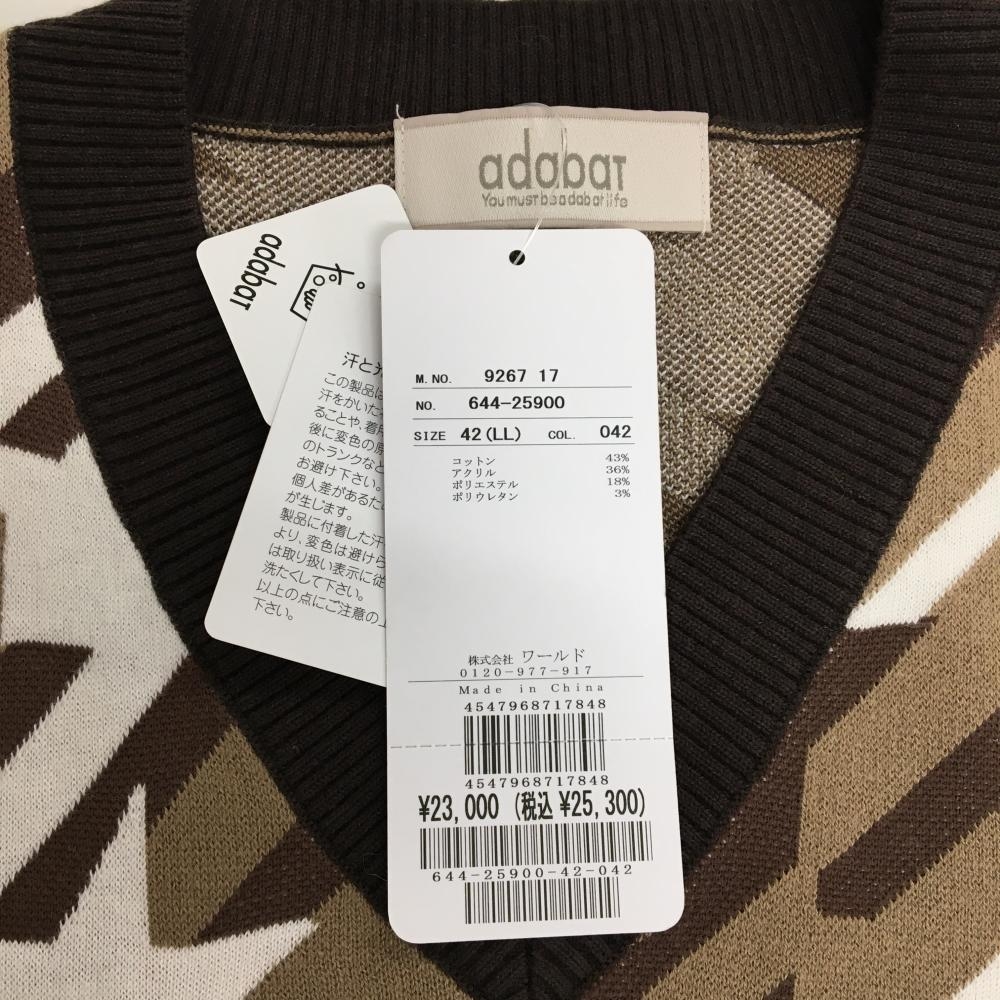 adabat
You must be adabat life
adabat
汗と光
この製品は
汗をかいた
ることや、着用
後に変色の原
のトランクなど
お避け下さい。
個人差があるため
が生じます。
製品に付着した汗
より、変色は避けら
は取り扱い表示に従
洗たくして下さい。
以上の点にご注意の上
下さい。
M. NO. 9267 17
NO. 644-25900
SIZE 42(LL) COL. 042
コットン 43%
アクリル 36%
ポリエステル 18%
ポリウレタン 3%
株式会社 ワールド
0120-977-917
Made in China
4547968717848
4547968717848
¥23,000 (税込 ¥25,300)
644-25900-42-042